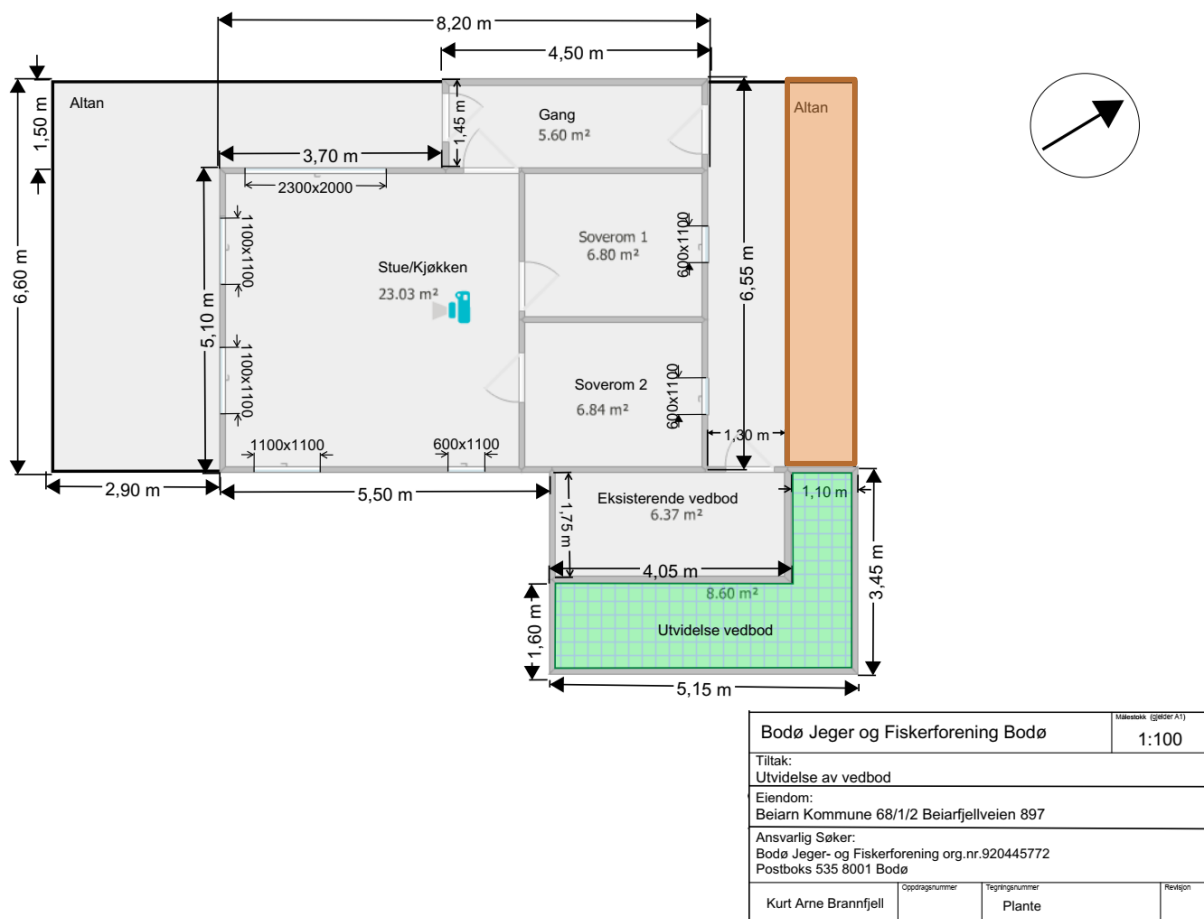 8,20 m
4,50 m
1,50 m
Altan
Gang
5.60 m²
1,45 m
Altan
3,70 m
2300x2000
6,60 m
1100x1100
Stue/Kjøkken
23.03 m²
Soverom 1
6.80 m²
600x1100
6,55 m
5,10 m
1100x1100
Soverom 2
6.84 m²
600x1100
1100x1100
600x1100
1,30 m
2,90 m
5,50 m
Eksisterende vedbod
6.37 m²
1,75 m
1,10 m
4,05 m
3,45 m
8.60 m²
1,60 m
Utvidelse vedbod
5,15 m
Bodø Jeger og Fiskerforening Bodø
Målestokk (gjelder A1)
1:100
Tiltak:
Utvidelse av vedbod
Eiendom:
Beiarn Kommune 68/1/2 Beiarfjellveien 897
Ansvarlig Søker:
Bodø Jeger- og Fiskerforening org.nr.920445772
Postboks 535 8001 Bodø
Kurt Arne Brannfjell
Oppdragsnummer
Tegningsnummer
Plante
Revisjon